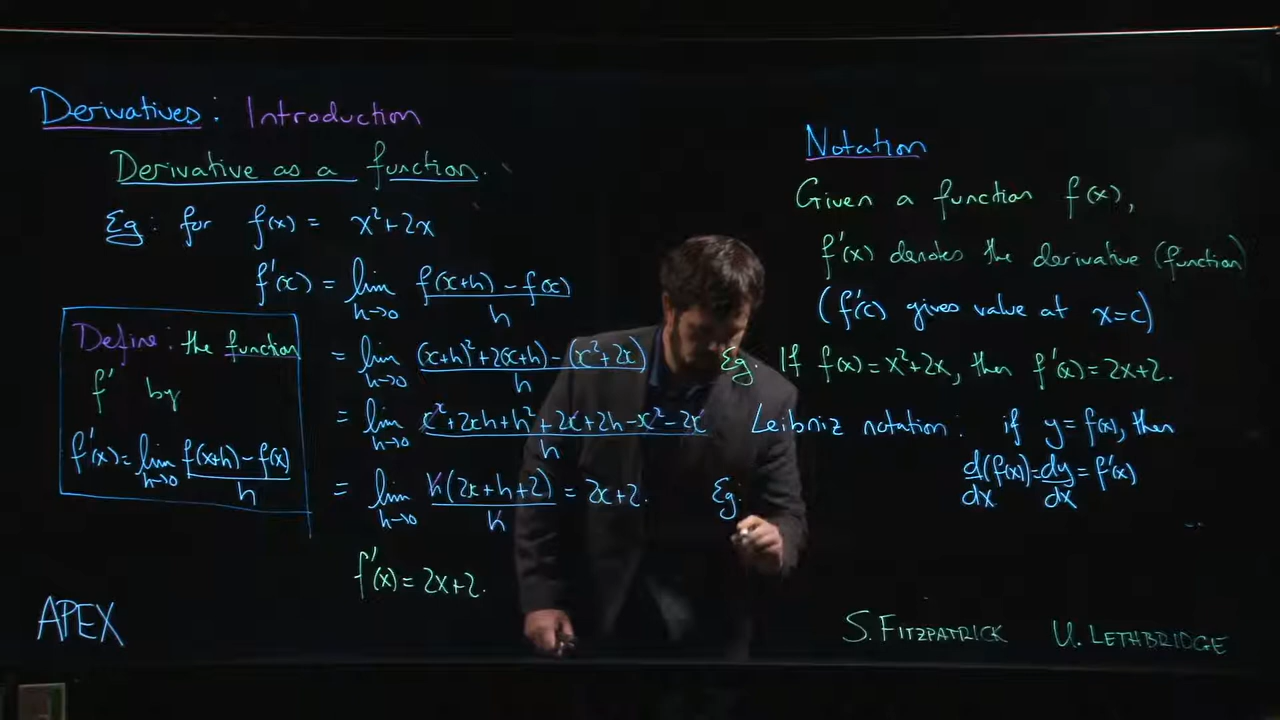 Derivatives: Introduction
Derivative as a function.
Eg: for f(x) = x²+2x
f'(x) = lim h→0 f(x+h) - f(x) / h
= lim h→0 (x+h)²+2(x+h)-(x²+2x) / h
= lim h→0 x²+2xh+h²+2x+2h-x²-2x / h
= lim h→0 h(2x+h+2) / h = 2x+2.
f'(x) = 2x+2.
Define: the function
f' by
f'(x) = lim h→0 f(x+h) - f(x) / h
APEX
Notation
Given a function f(x),
f'(x) denotes the derivative (function)
(f'(c) gives value at x=c)
Eg. If f(x) = x²+2x, then f'(x) = 2x+2.
Leibniz notation: if y = f(x), then
d/dx (f(x)) = dy/dx = f'(x)
Eg:
S. FITZPATRICK U. LETHBRIDGE